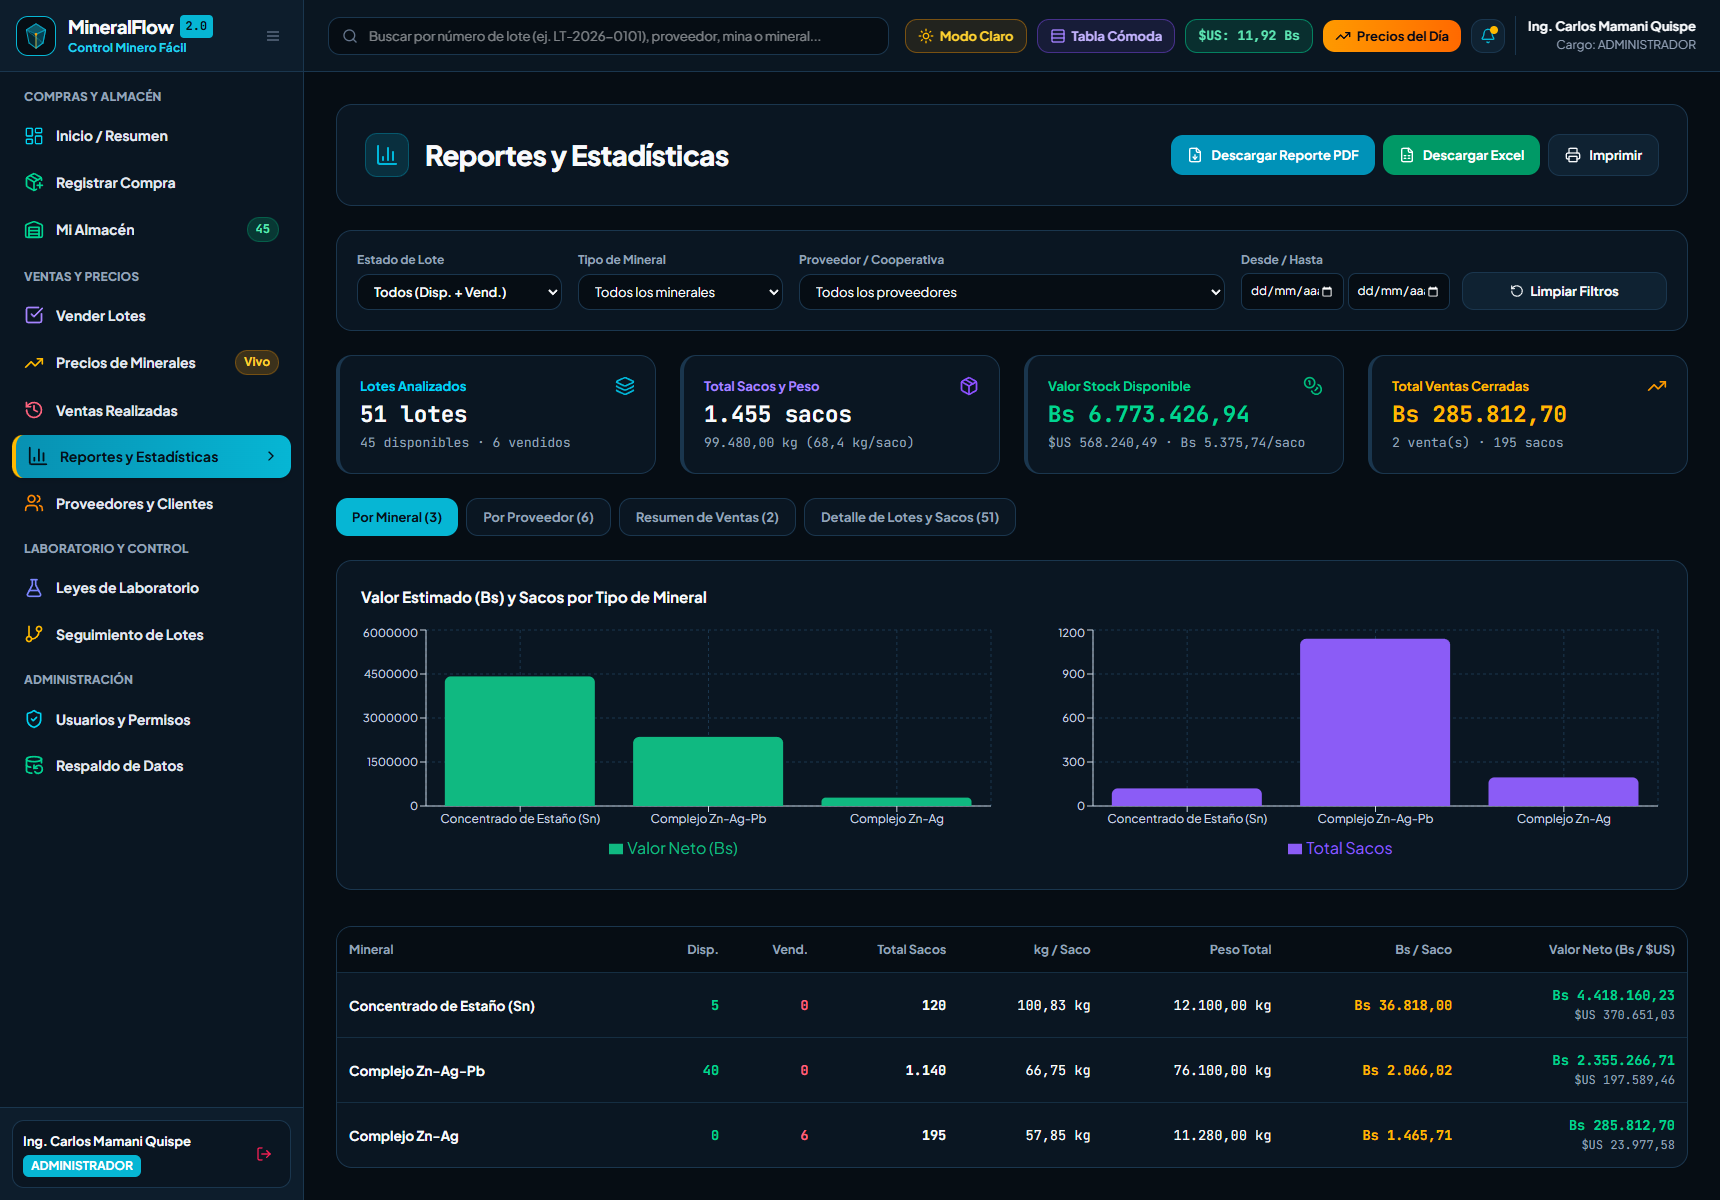 MineralFlow 2.0
Control Minero Fácil
Buscar por número de lote (ej. LT-2026-0101), proveedor, mina o mineral...
Modo Claro
Tabla Cómoda
$US: 11,92 Bs
Precios del Día
Ing. Carlos Mamani Quispe
Cargo: ADMINISTRADOR
COMPRAS Y ALMACÉN
Inicio / Resumen
Registrar Compra
Mi Almacén 45
VENTAS Y PRECIOS
Vender Lotes
Precios de Minerales Vivo
Ventas Realizadas
Reportes y Estadísticas
Proveedores y Clientes
LABORATORIO Y CONTROL
Leyes de Laboratorio
Seguimiento de Lotes
ADMINISTRACIÓN
Usuarios y Permisos
Respaldo de Datos
Ing. Carlos Mamani Quispe
ADMINISTRADOR
Reportes y Estadísticas
Descargar Reporte PDF
Descargar Excel
Imprimir
Estado de Lote
Todos (Disp. + Vend.)
Tipo de Mineral
Todos los minerales
Proveedor / Cooperativa
Todos los proveedores
Desde / Hasta
dd/mm/aa
dd/mm/aa
Limpiar Filtros
Lotes Analizados
51 lotes
45 disponibles · 6 vendidos
Total Sacos y Peso
1.455 sacos
99.480,00 kg (68,4 kg/saco)
Valor Stock Disponible
Bs 6.773.426,94
$US 568.240,49 · Bs 5.375,74/saco
Total Ventas Cerradas
Bs 285.812,70
2 venta(s) · 195 sacos
Por Mineral (3)
Por Proveedor (6)
Resumen de Ventas (2)
Detalle de Lotes y Sacos (51)
Valor Estimado (Bs) y Sacos por Tipo de Mineral
6000000
4500000
3000000
1500000
0
Concentrado de Estaño (Sn) Complejo Zn-Ag-Pb Complejo Zn-Ag
Valor Neto (Bs)
1200
900
600
300
0
Concentrado de Estaño (Sn) Complejo Zn-Ag-Pb Complejo Zn-Ag
Total Sacos
Mineral Disp. Vend. Total Sacos kg / Saco Peso Total Bs / Saco Valor Neto (Bs / $US)
Concentrado de Estaño (Sn) 5 0 120 100,83 kg 12.100,00 kg Bs 36.818,00 Bs 4.418.160,23
$US 370.651,03
Complejo Zn-Ag-Pb 40 0 1.140 66,75 kg 76.100,00 kg Bs 2.066,02 Bs 2.355.266,71
$US 197.589,46
Complejo Zn-Ag 0 6 195 57,85 kg 11.280,00 kg Bs 1.465,71 Bs 285.812,70
$US 23.977,58